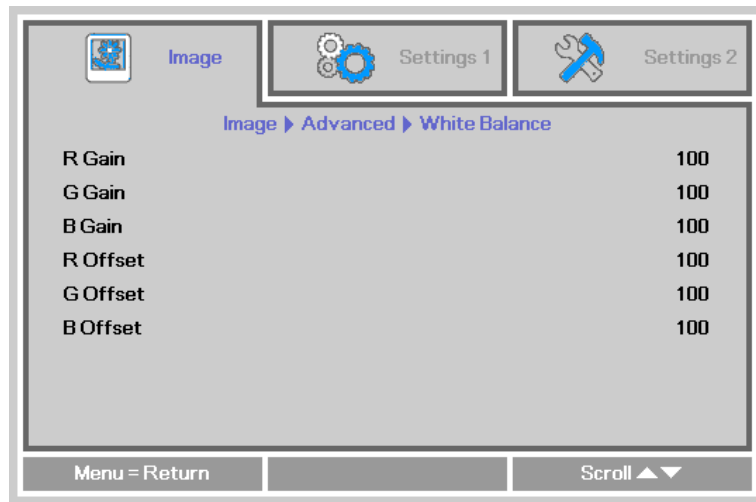 Image
Settings 1
Settings 2
Image ▶ Advanced ▶ White Balance
R Gain 100
G Gain 100
B Gain 100
R Offset 100
G Offset 100
B Offset 100
Menu = Return
Scroll ▲▼